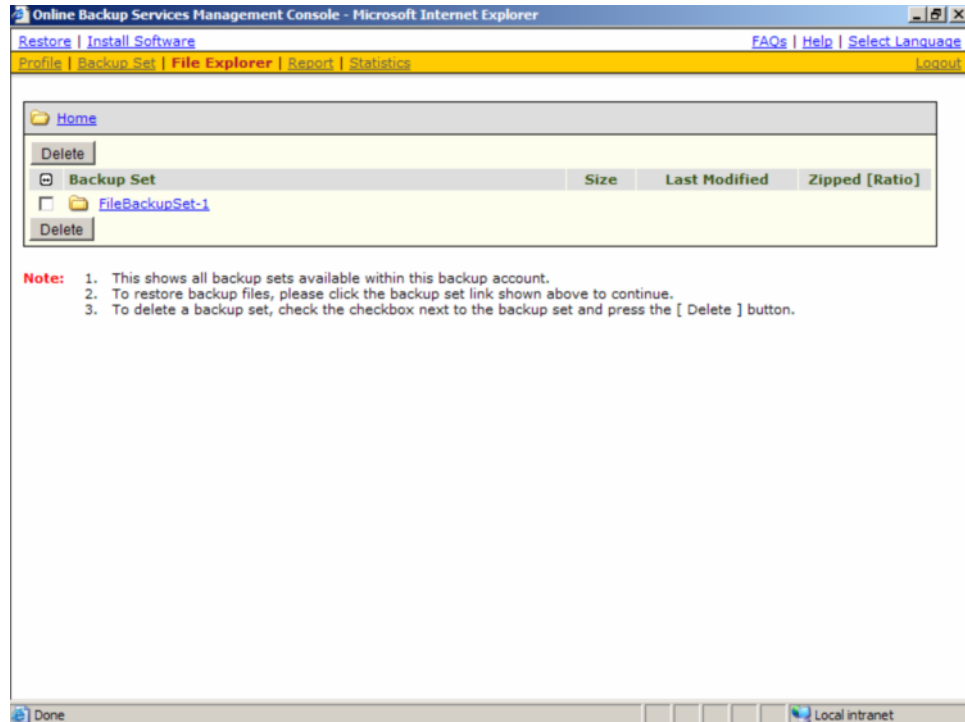 Online Backup Services Management Console - Microsoft Internet Explorer
Restore | Install Software FAQs | Help | Select Language
Profile | Backup Set | File Explorer | Report | Statistics Logout
Home
Delete
Backup Set Size Last Modified Zipped [Ratio]
FileBackupSet-1
Delete
Note: 1. This shows all backup sets available within this backup account.
2. To restore backup files, please click the backup set link shown above to continue.
3. To delete a backup set, check the checkbox next to the backup set and press the [ Delete ] button.
Done Local intranet